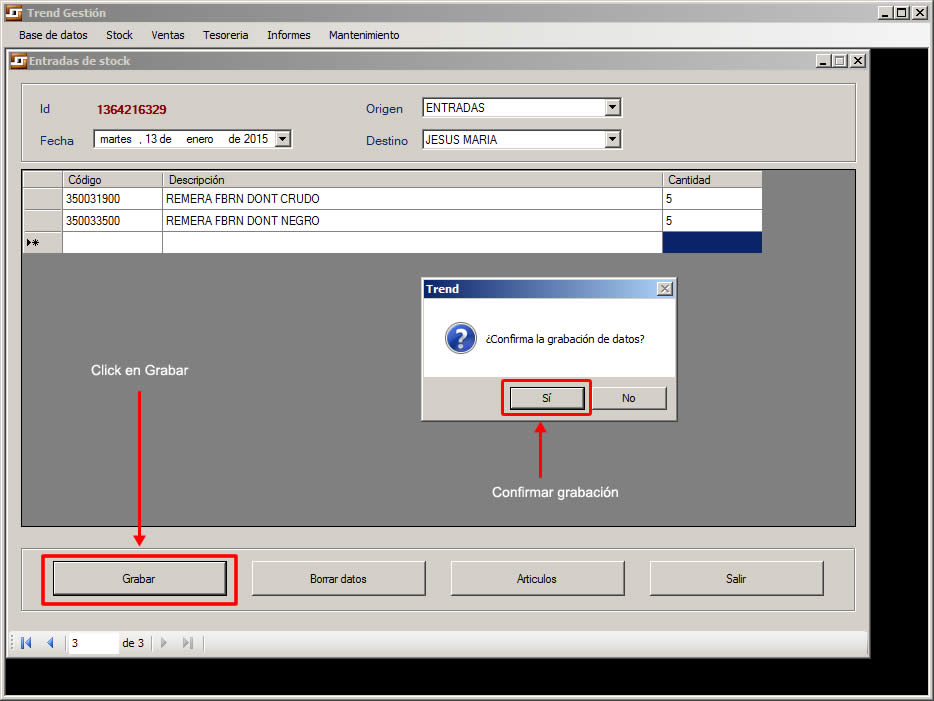 Trend Gestión
Base de datos Stock Ventas Tesoreria Informes Mantenimiento
Entradas de stock
Id 1364216329 Origen ENTRADAS
Fecha martes , 13 de enero de 2015 Destino JESUS MARIA
Código Descripción Cantidad
350031900 REMERA FBRN DONT CRUDO 5
350033500 REMERA FBRN DONT NEGRO 5
Trend
¿Confirma la grabación de datos?
Click en Grabar
Sí No
Confirmar grabación
Grabar Borrar datos Articulos Salir
3 de 3